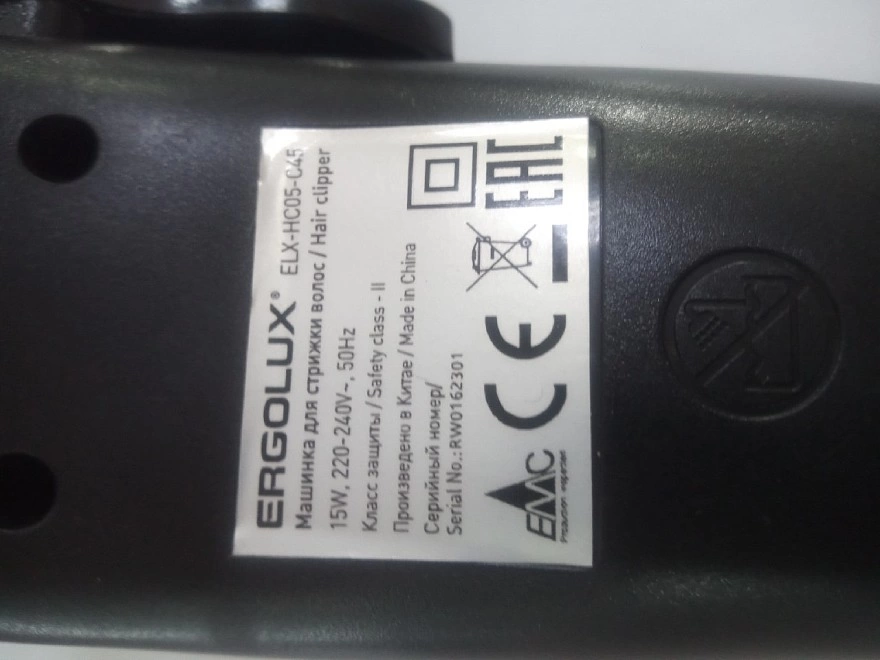 ERGOLUX® ELX-HC05-C45
Машинка для стрижки волос / Hair clipper
15W, 220-240V~, 50Hz
Класс защиты / Safety class - II
Произведено в Китае / Made in China
Серийный номер/
Serial No.: RW0162301
EMC
CE
EAC